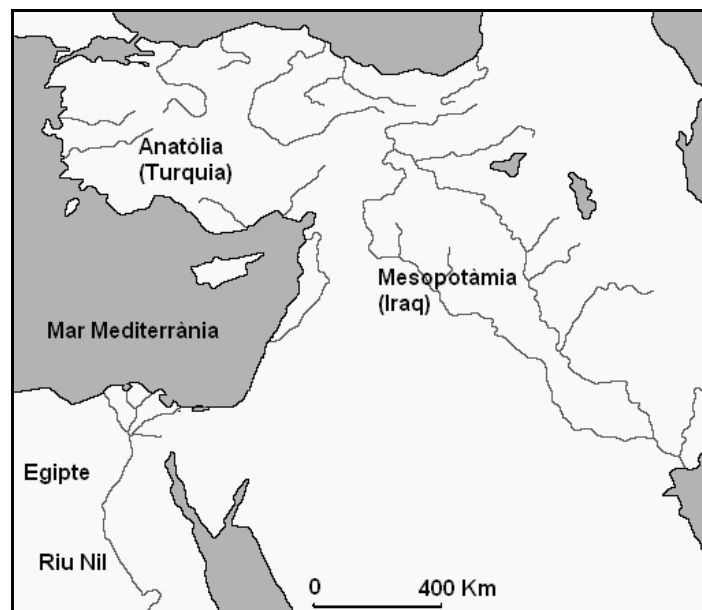 Anatòlia
(Turquia)
Mesopotàmia
(Iraq)
Mar Mediterrània
Egipte
Riu Nil
0 400 Km